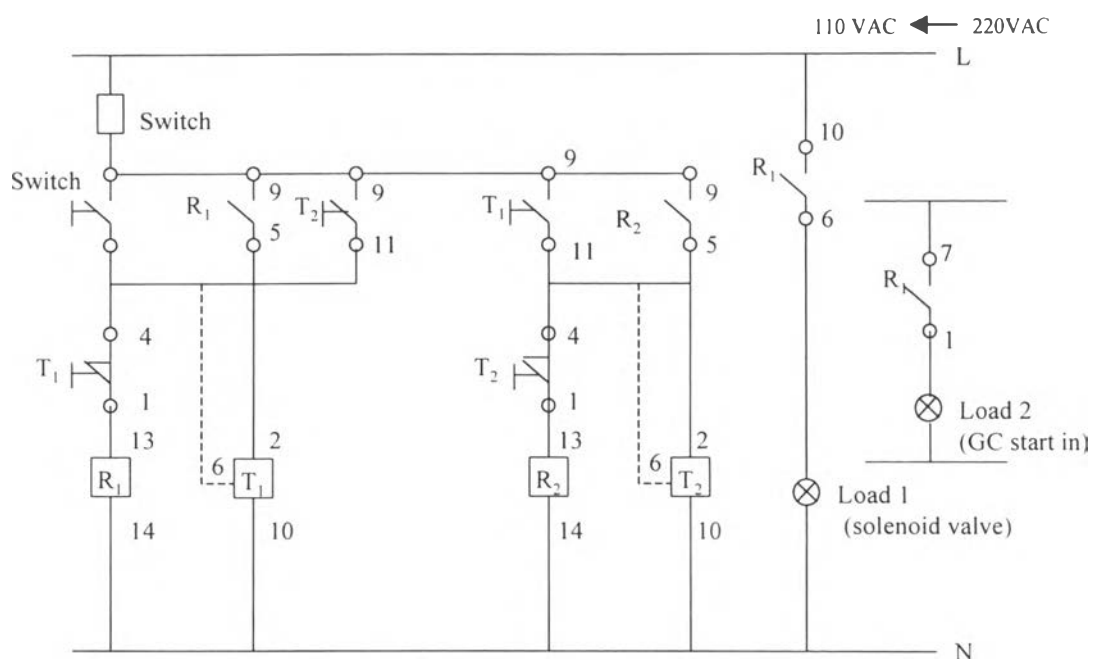 110 VAC 220VAC
L
Switch
10
9
Switch
R1
9
T2
9
T1
R2
9
R1
5
11
11
5
6
7
R1
4
4
1
T1
T2
1
1
Load 2
(GC start in)
13
2
13
2
R1
6
T1
R2
6
T2
Load 1
(solenoid valve)
14
10
14
10
N